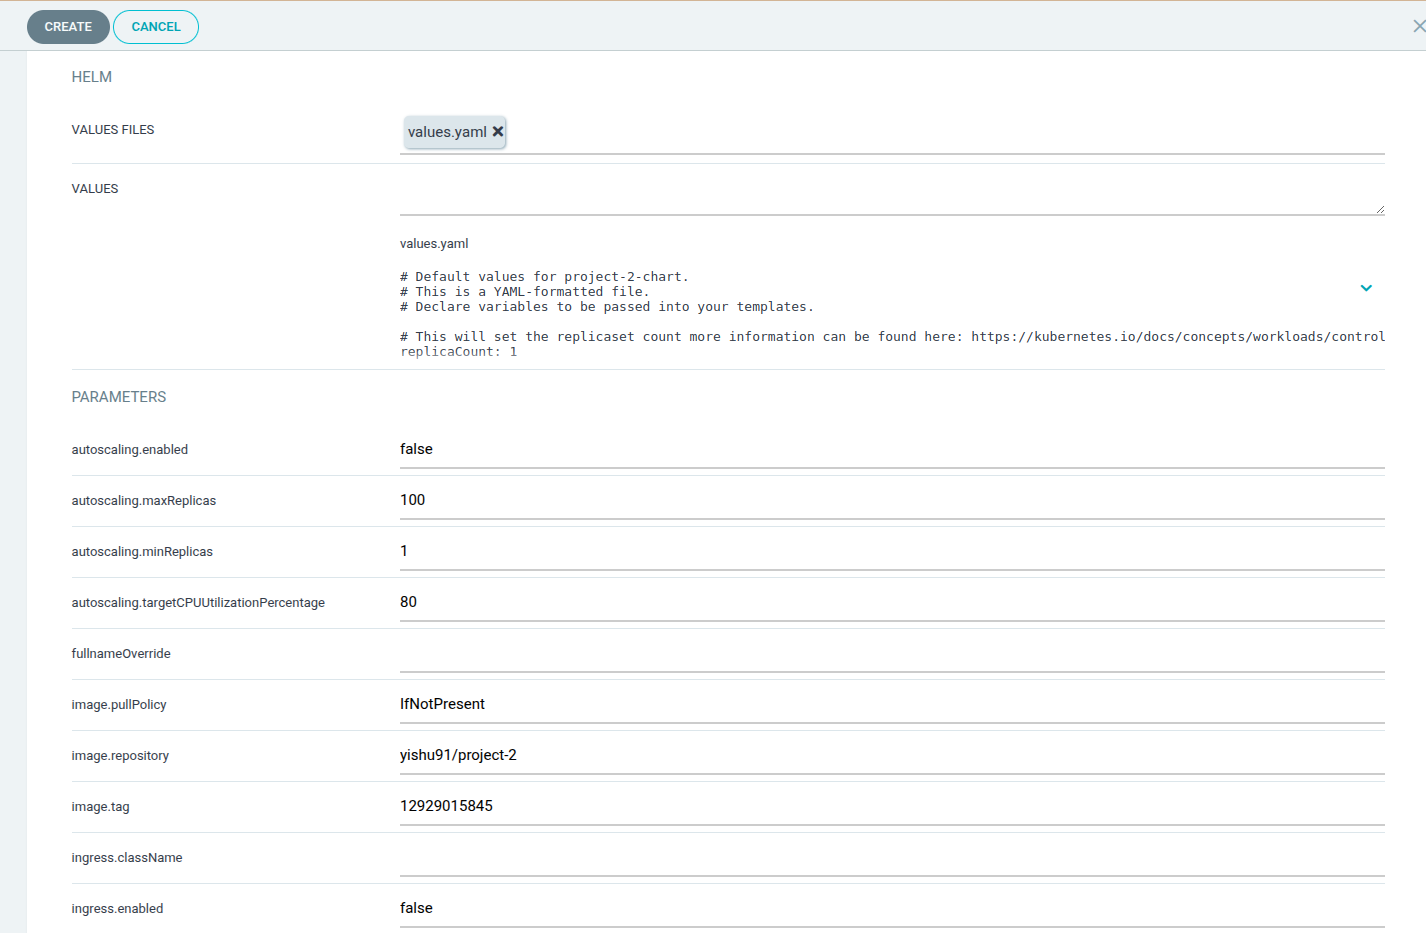 CREATE CANCEL
HELM
VALUES FILES values.yaml
VALUES
values.yaml
# Default values for project-2-chart.
# This is a YAML-formatted file.
# Declare variables to be passed into your templates.
# This will set the replicaset count more information can be found here: https://kubernetes.io/docs/concepts/workloads/control
replicaCount: 1
PARAMETERS
autoscaling.enabled false
autoscaling.maxReplicas 100
autoscaling.minReplicas 1
autoscaling.targetCPUUtilizationPercentage 80
fullnameOverride
image.pullPolicy IfNotPresent
image.repository yishu91/project-2
image.tag 12929015845
ingress.className
ingress.enabled false